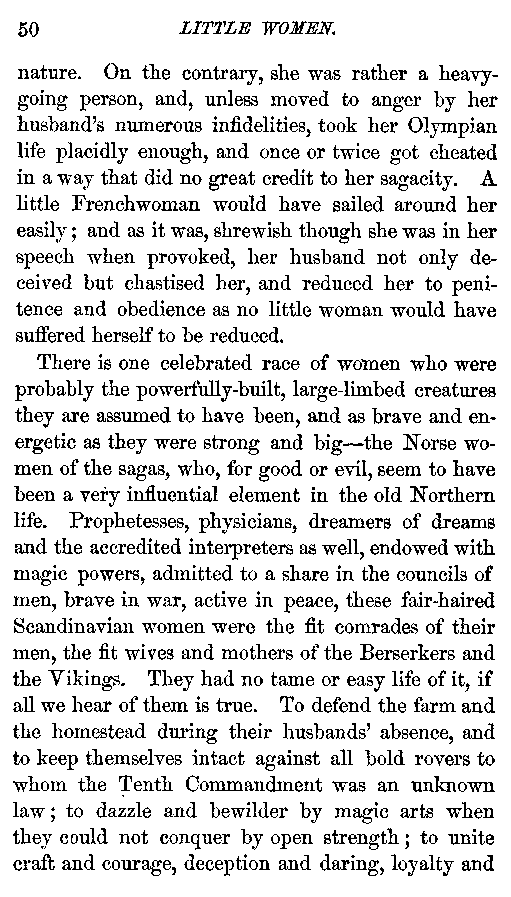 50 LITTLE WOMEN.
nature. On the contrary, she was rather a heavy-
going person, and, unless moved to anger by her
husband's numerous infidelities, took her Olympian
life placidly enough, and once or twice got cheated
in a way that did no great credit to her sagacity. A
little Frenchwoman would have sailed around her
easily; and as it was, shrewish though she was in her
speech when provoked, her husband not only de-
ceived but chastised her, and reduced her to peni-
tence and obedience as no little woman would have
suffered herself to be reduced.
There is one celebrated race of women who were
probably the powerfully-built, large-limbed creatures
they are assumed to have been, and as brave and en-
ergetic as they were strong and big—the Norse wo-
men of the sagas, who, for good or evil, seem to have
been a very influential element in the old Northern
life. Prophetesses, physicians, dreamers of dreams
and the accredited interpreters as well, endowed with
magic powers, admitted to a share in the councils of
men, brave in war, active in peace, these fair-haired
Scandinavian women were the fit comrades of their
men, the fit wives and mothers of the Berserkers and
the Vikings. They had no tame or easy life of it, if
all we hear of them is true. To defend the farm and
the homestead during their husbands' absence, and
to keep themselves intact against all bold rovers to
whom the Tenth Commandment was an unknown
law; to dazzle and bewilder by magic arts when
they could not conquer by open strength; to unite
craft and courage, deception and daring, loyalty and